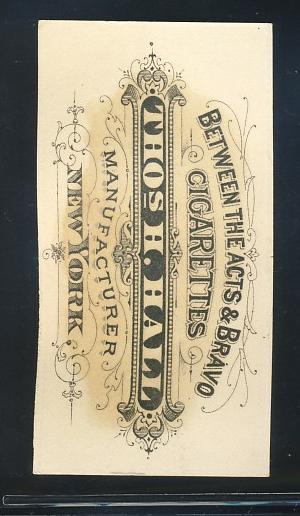 BETWEEN THE ACTS & BRAVO
CIGARETTES
THOS. H. HALL
MANUFACTURER
NEW YORK